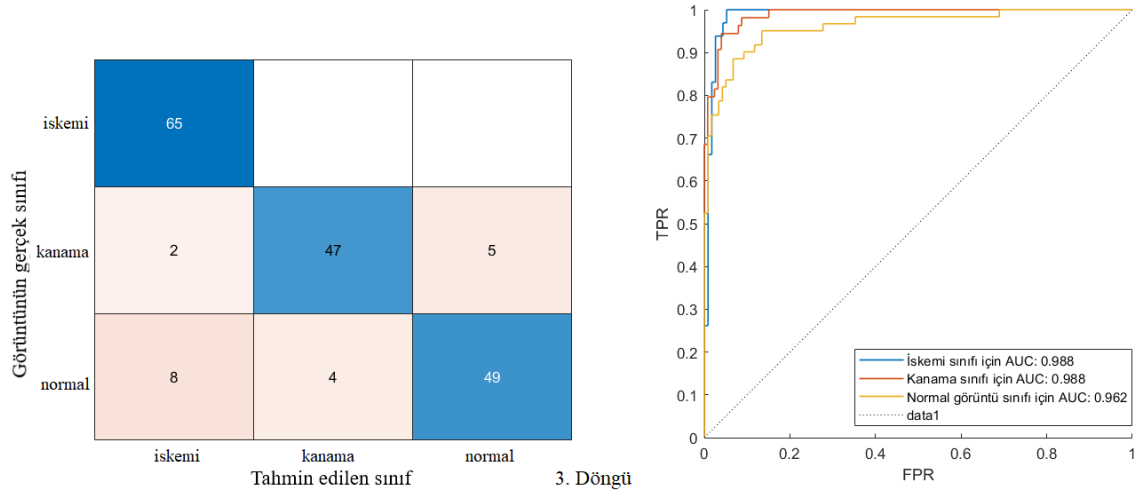 Görüntünün gerçek sınıfı
iskemi
65
kanama
2 47 5
normal
8 4 49
iskemi kanama normal
Tahmin edilen sınıf
3. Döngü
1
0.9
0.8
0.7
0.6
0.5
0.4
0.3
0.2
0.1
0
TPR
İskemi sınıfı için AUC: 0.988
Kanama sınıfı için AUC: 0.988
Normal görüntü sınıfı için AUC: 0.962
data1
0 0.2 0.4 0.6 0.8 1
FPR